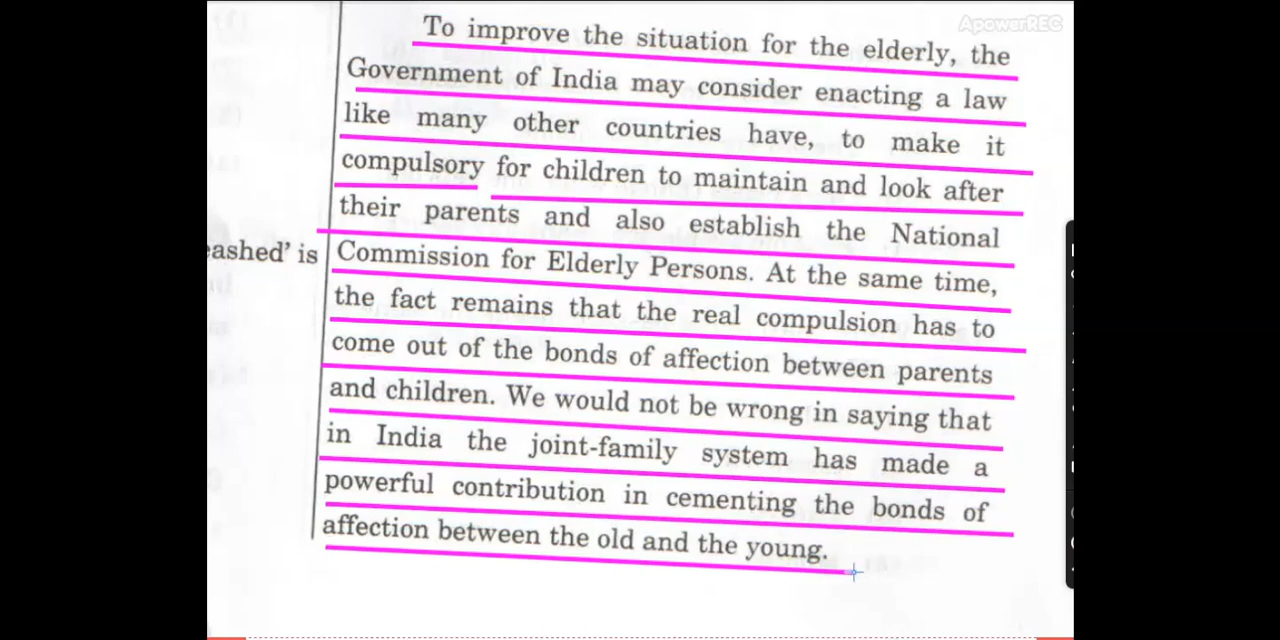 ApowerREC
To improve the situation for the elderly, the
Government of India may consider enacting a law
like many other countries have, to make it
compulsory for children to maintain and look after
their parents and also establish the National
eashed' is
Commission for Elderly Persons. At the same time,
the fact remains that the real compulsion has to
come out of the bonds of affection between parents
and children. We would not be wrong in saying that
in India the joint-family system has made a
powerful contribution in cementing the bonds of
affection between the old and the young.